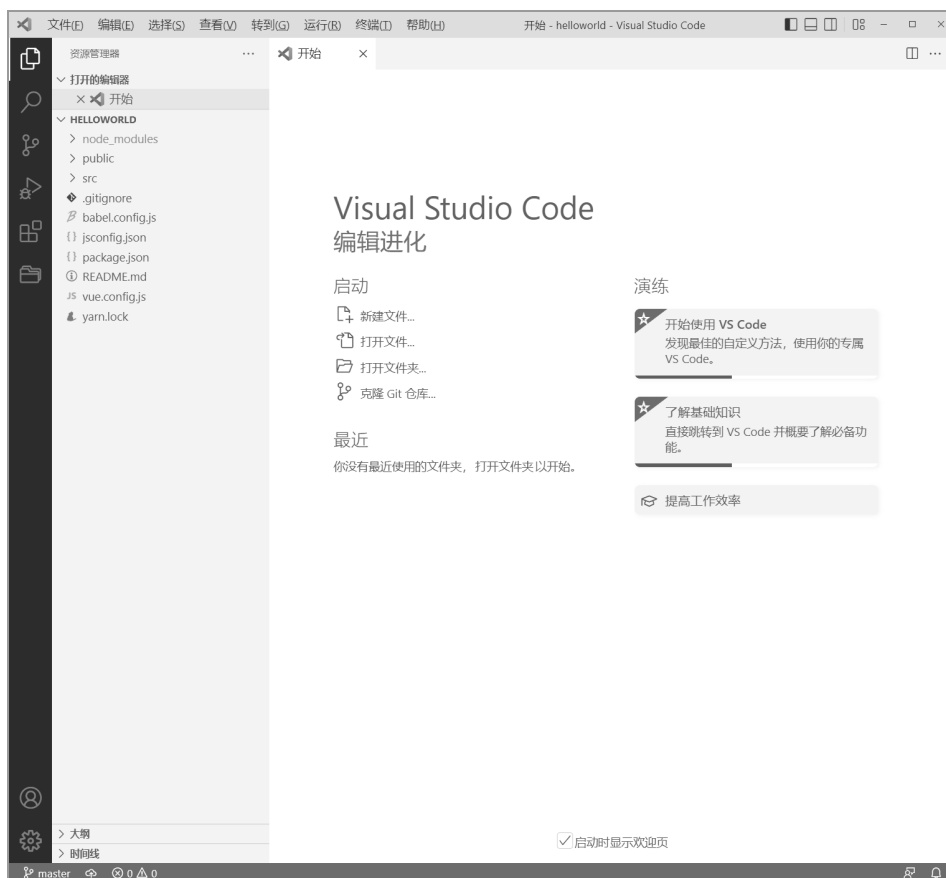 文件(F) 编辑(E) 选择(S) 查看(V) 转到(G) 运行(R) 终端(T) 帮助(H) 开始 - helloworld - Visual Studio Code
资源管理器
开始
打开的编辑器
开始
HELLOWORLD
node_modules
public
src
.gitignore
babel.config.js
{} jsconfig.json
{} package.json
README.md
JS vue.config.js
yarn.lock
Visual Studio Code
编辑进化
启动
新建文件...
打开文件...
打开文件夹...
克隆 Git 仓库...
最近
你没有最近使用的文件夹，打开文件夹以开始。
演练
开始使用 VS Code
发现最佳的自定义方法，使用你的专属
VS Code。
了解基础知识
直接跳转到 VS Code 并概要了解必备功
能。
提高工作效率
启动时显示欢迎页
大纲
时间线
master 0 0